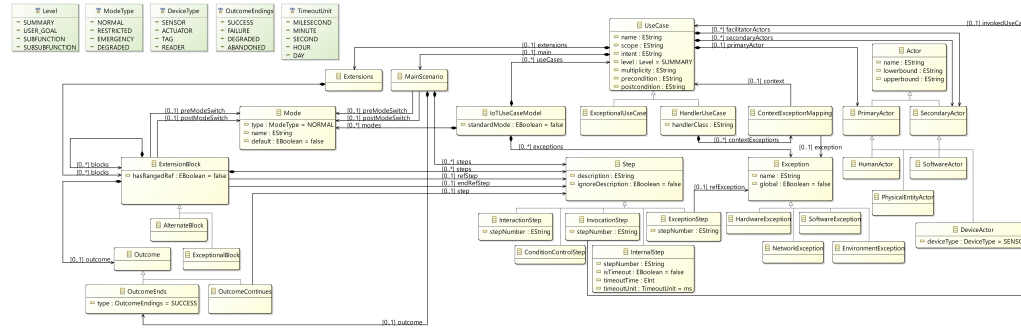 Level
SUMMARY
USER_GOAL
SUBFUNCTION
SUBSUBFUNCTION
ModeType
NORMAL
RESTRICTED
EMERGENCY
DEGRADED
DeviceType
SENSOR
ACTUATOR
TAG
READER
OutcomeEndings
SUCCESS
FAILURE
DEGRADED
ABANDONED
TimeoutUnit
MILESECOND
MINUTE
SECOND
HOUR
DAY
UseCase
name : EString
scope : EString
intent : EString
level : Level = SUMMARY
multiplicity : EString
precondition : EString
postcondition : EString
[0..1] invokedUseCa
[0..*] facilitatorActors
[0..*] secondaryActors
[0..1] primaryActor
[0..1] extensions
[0..1] main
[0..*] useCases
Actor
name : EString
lowerbound : EString
upperbound : EString
Extensions
MainScenario
[0..1] context
Mode
type : ModeType = NORMAL
name : EString
default : EBoolean = false
[0..1] preModeSwitch
[0..1] postModeSwitch
[0..1] preModeSwitch
[0..1] postModeSwitch
[0..*] modes
IoTUseCaseModel
standardMode : EBoolean = false
ExceptionalUseCase
HandlerUseCase
handlerClass : EString
ContextExceptionMapping
PrimaryActor
SecondaryActor
[0..*] contextExceptions
[0..*] exceptions
[0..1] exception
[0..*] blocks
[0..*] blocks
ExtensionBlock
hasRangedRef : EBoolean = false
[0..*] steps
[0..*] steps
[0..1] refStep
[0..1] endRefStep
[0..1] step
Step
description : EString
ignoreDescription : EBoolean = false
Exception
name : EString
global : EBoolean = false
[0..1] refException
HumanActor
SoftwareActor
PhysicalEntityActor
AlternateBlock
ExceptionalBlock
InteractionStep
stepNumber : EString
InvocationStep
stepNumber : EString
ExceptionStep
stepNumber : EString
HardwareException
SoftwareException
DeviceActor
deviceType : DeviceType = SENSO
[0..1] outcome
Outcome
ConditionControlStep
InternalStep
stepNumber : EString
isTimeout : EBoolean = false
timeoutTime : EInt
timeoutUnit : TimeoutUnit = ms
NetworkException
EnvironmentException
OutcomeEnds
type : OutcomeEndings = SUCCESS
OutcomeContinues
[0..1] outcome